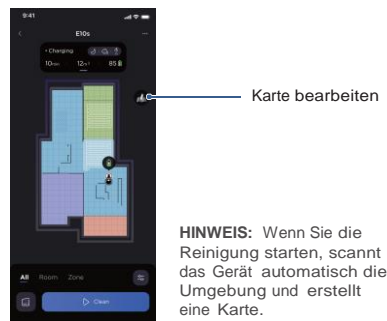 9:41
E10s
• Charging
10min 12m² 85
Karte bearbeiten
All Room Zone
Clean
HINWEIS: Wenn Sie die
Reinigung starten, scannt
das Gerät automatisch die
Umgebung und erstellt
eine Karte.